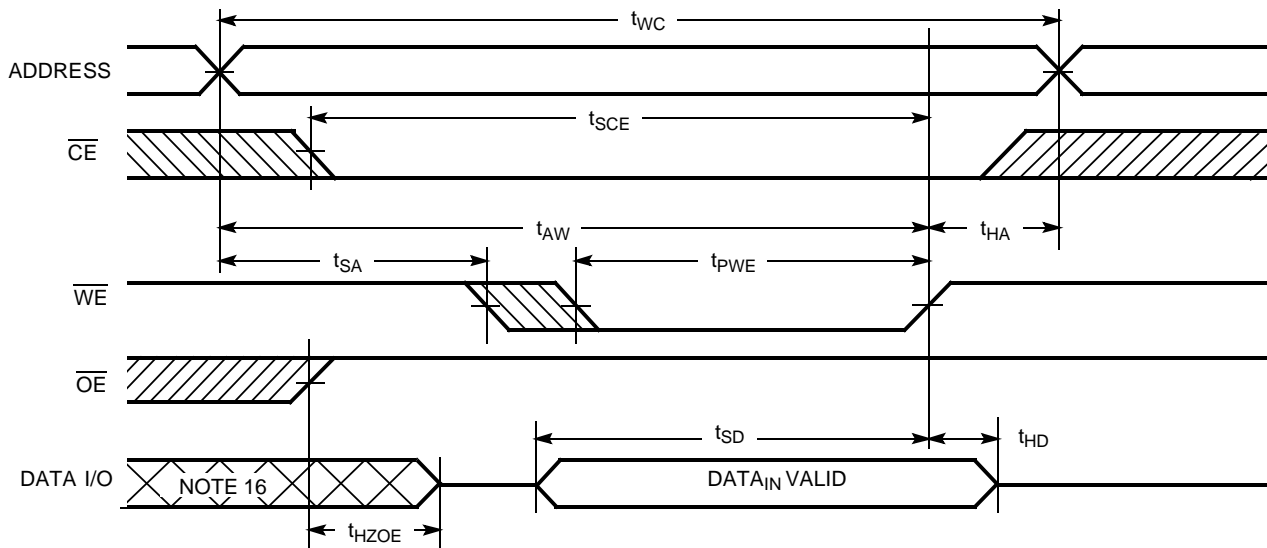 tWC
ADDRESS
tSCE
CE
tAW
tHA
tSA
tPWE
WE
OE
tSD
tHD
DATA I/O
NOTE 16
DATAIN VALID
tHZOE